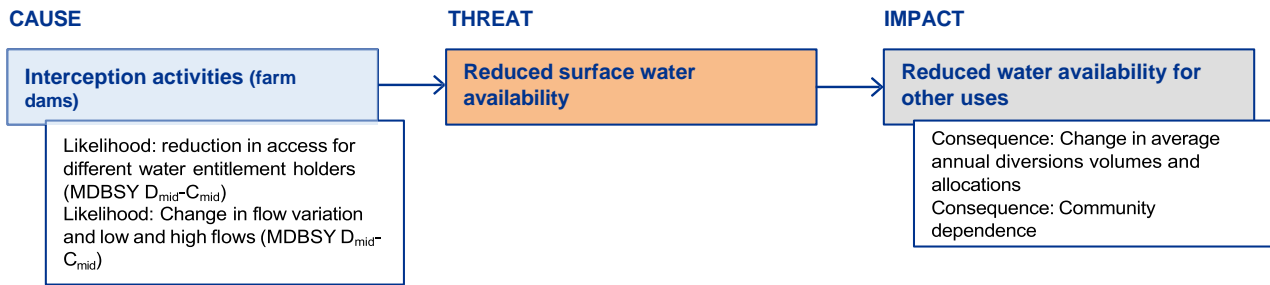 CAUSE
THREAT
IMPACT
Interception activities (farm
dams)
Reduced surface water
availability
Reduced water availability for
other uses
Likelihood: reduction in access for
different water entitlement holders
(MDBSY Dmid-Cmid)
Likelihood: Change in flow variation
and low and high flows (MDBSY Dmid-
Cmid)
Consequence: Change in average
annual diversions volumes and
allocations
Consequence: Community
dependence